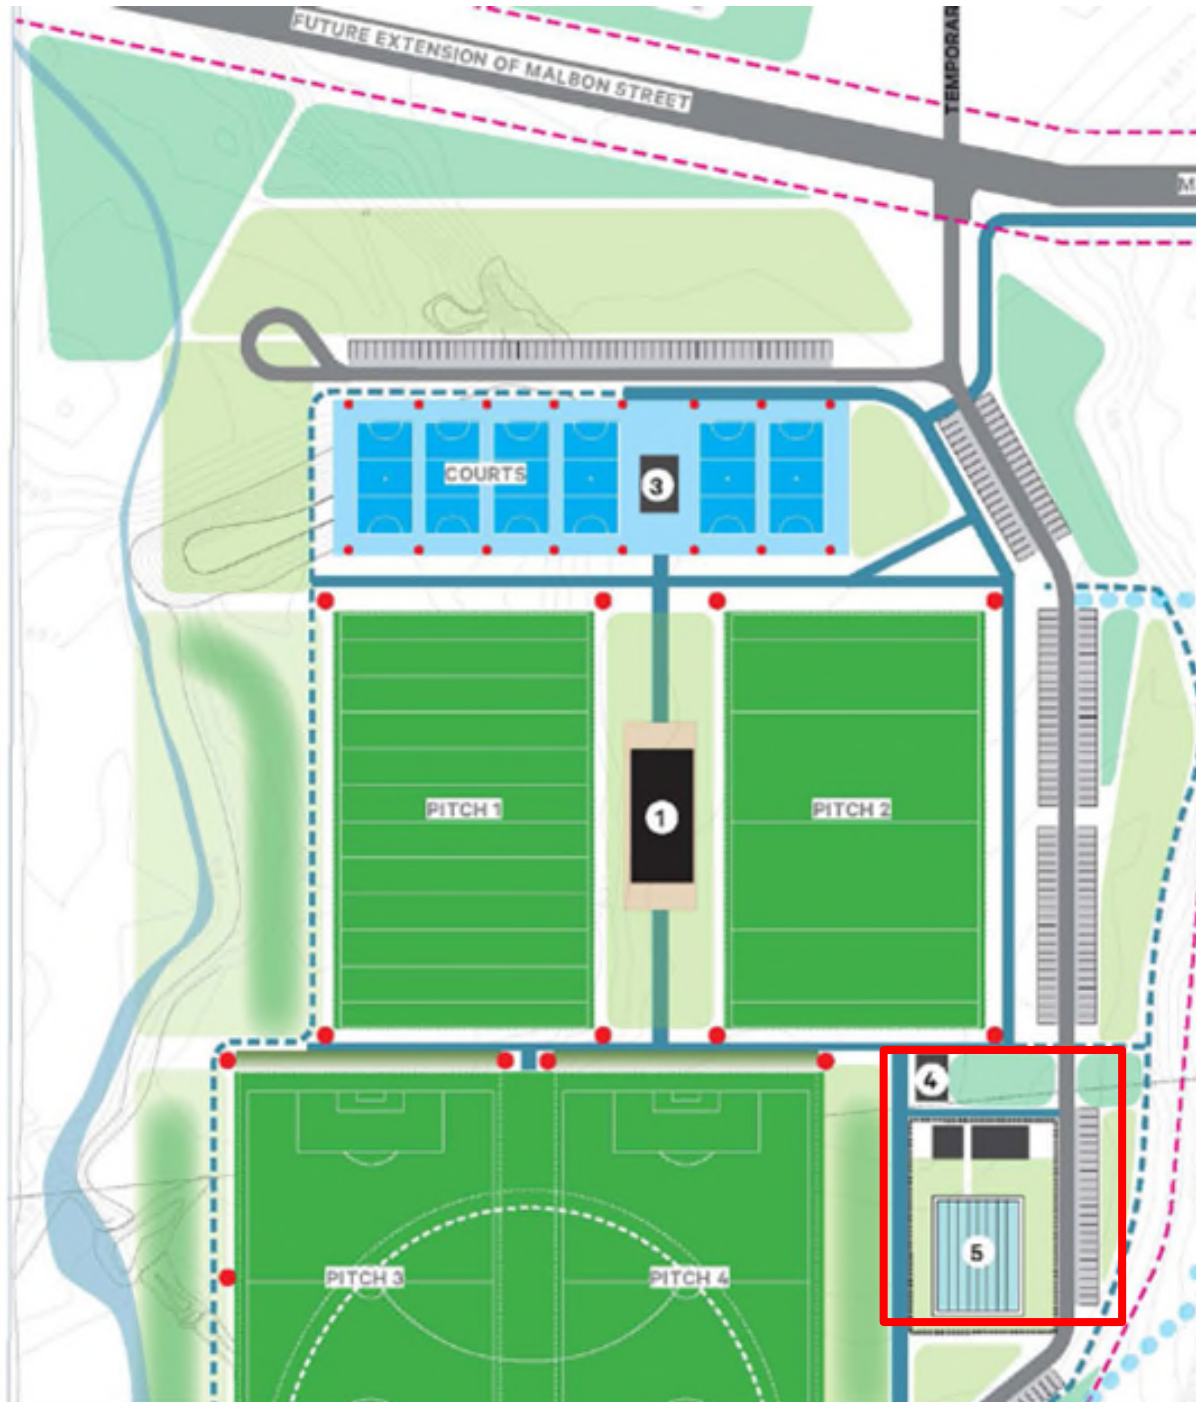 FUTURE EXTENSION OF MALBON STREET
TEMPORAR
M
COURTS
3
PITCH 1
1
PITCH 2
4
5
PITCH 3
PITCH 4